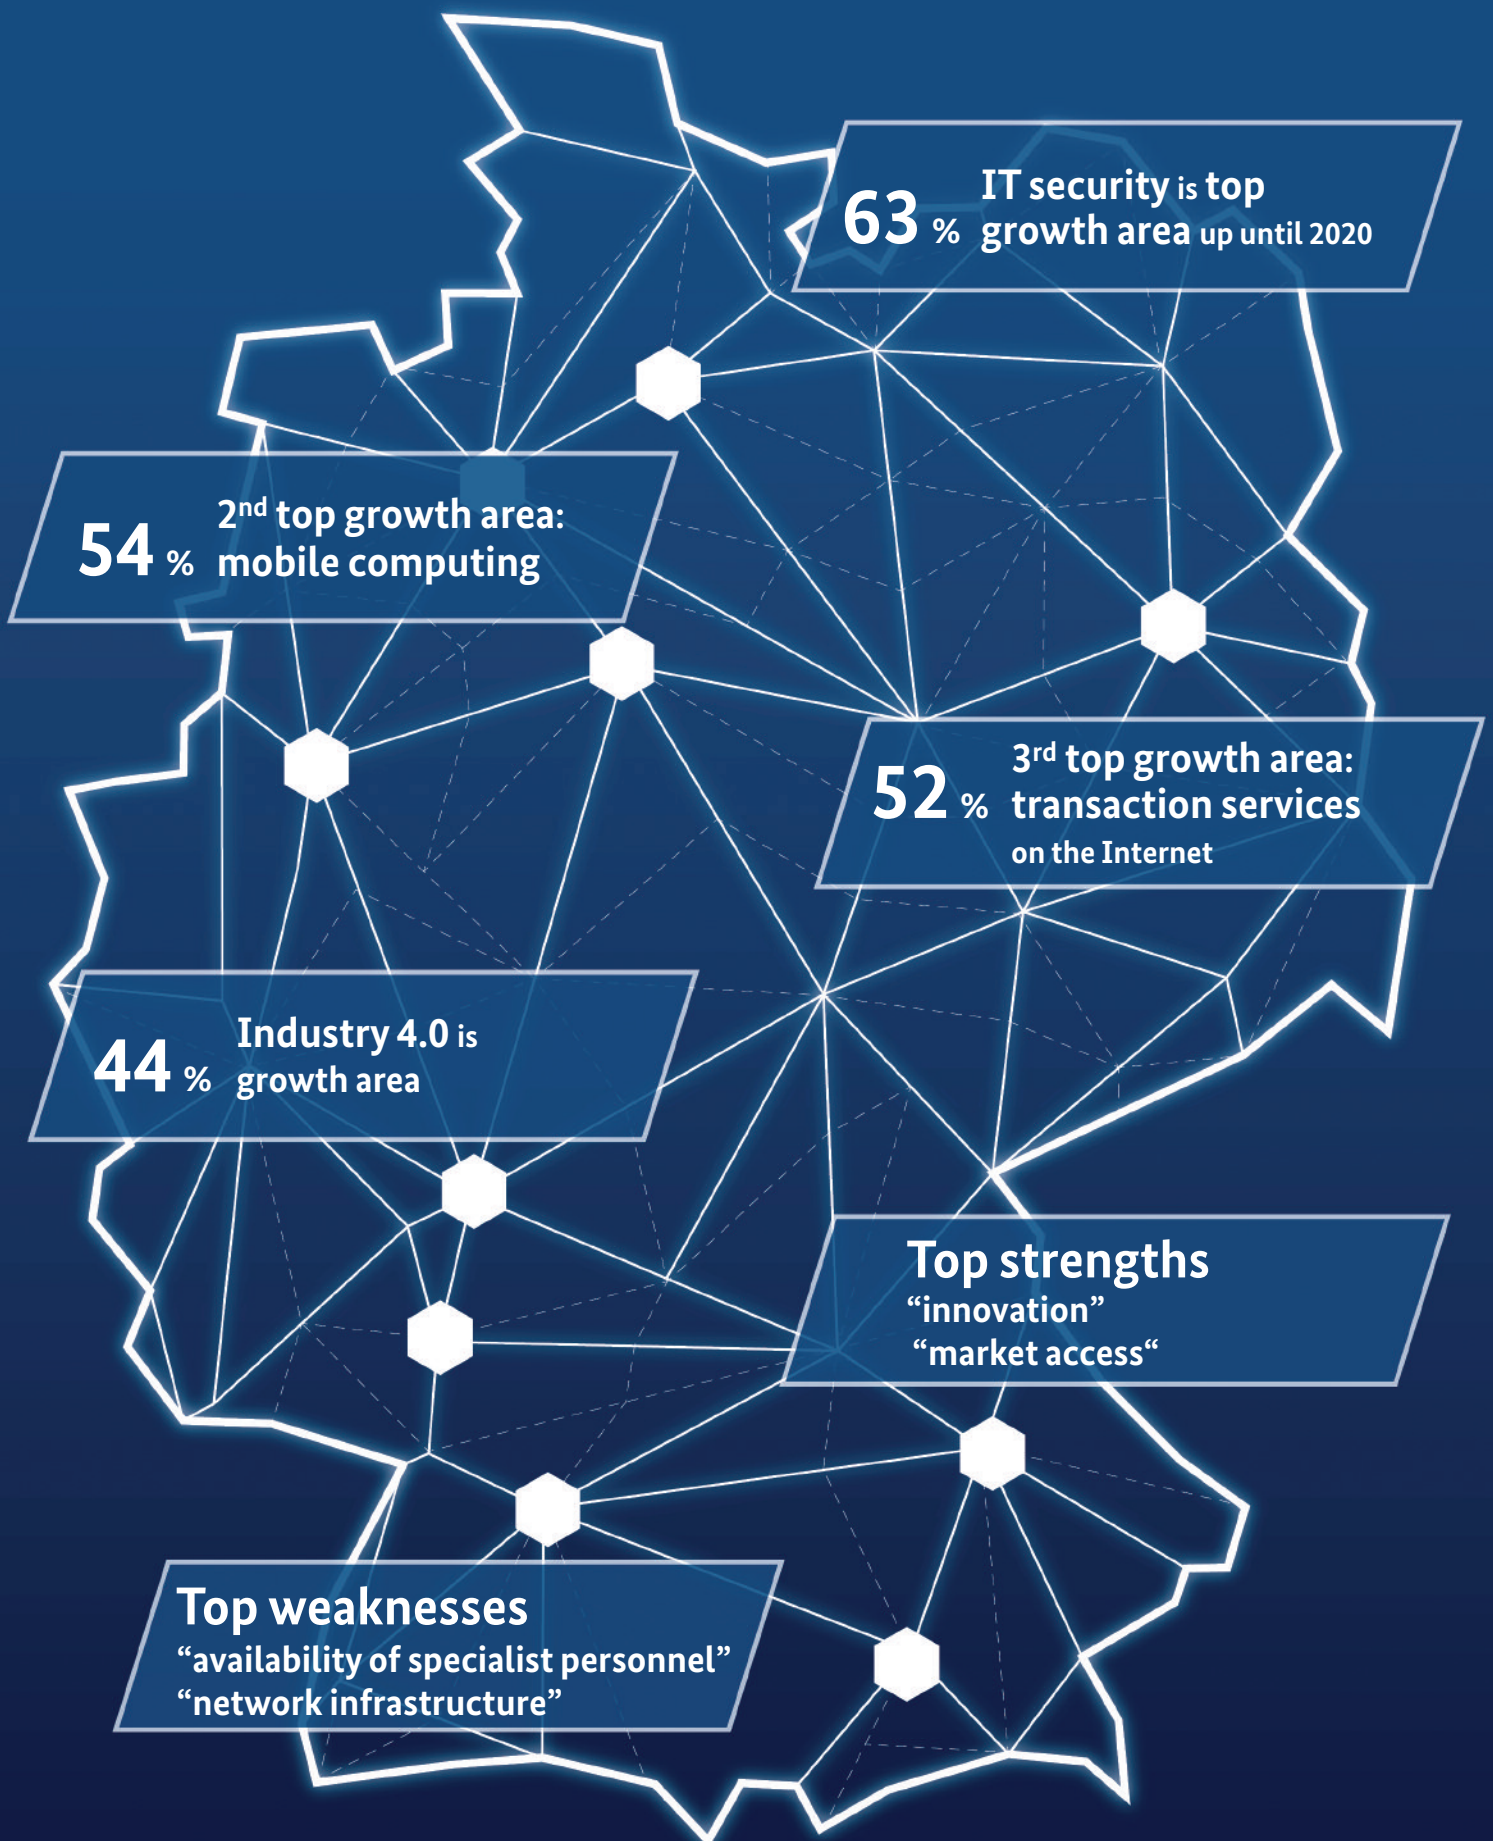 63 % IT security is top
growth area up until 2020
54 % 2nd top growth area:
mobile computing
52 % 3rd top growth area:
transaction services
on the Internet
44 % Industry 4.0 is
growth area
Top strengths
“innovation”
“market access“
Top weaknesses
“availability of specialist personnel”
“network infrastructure”